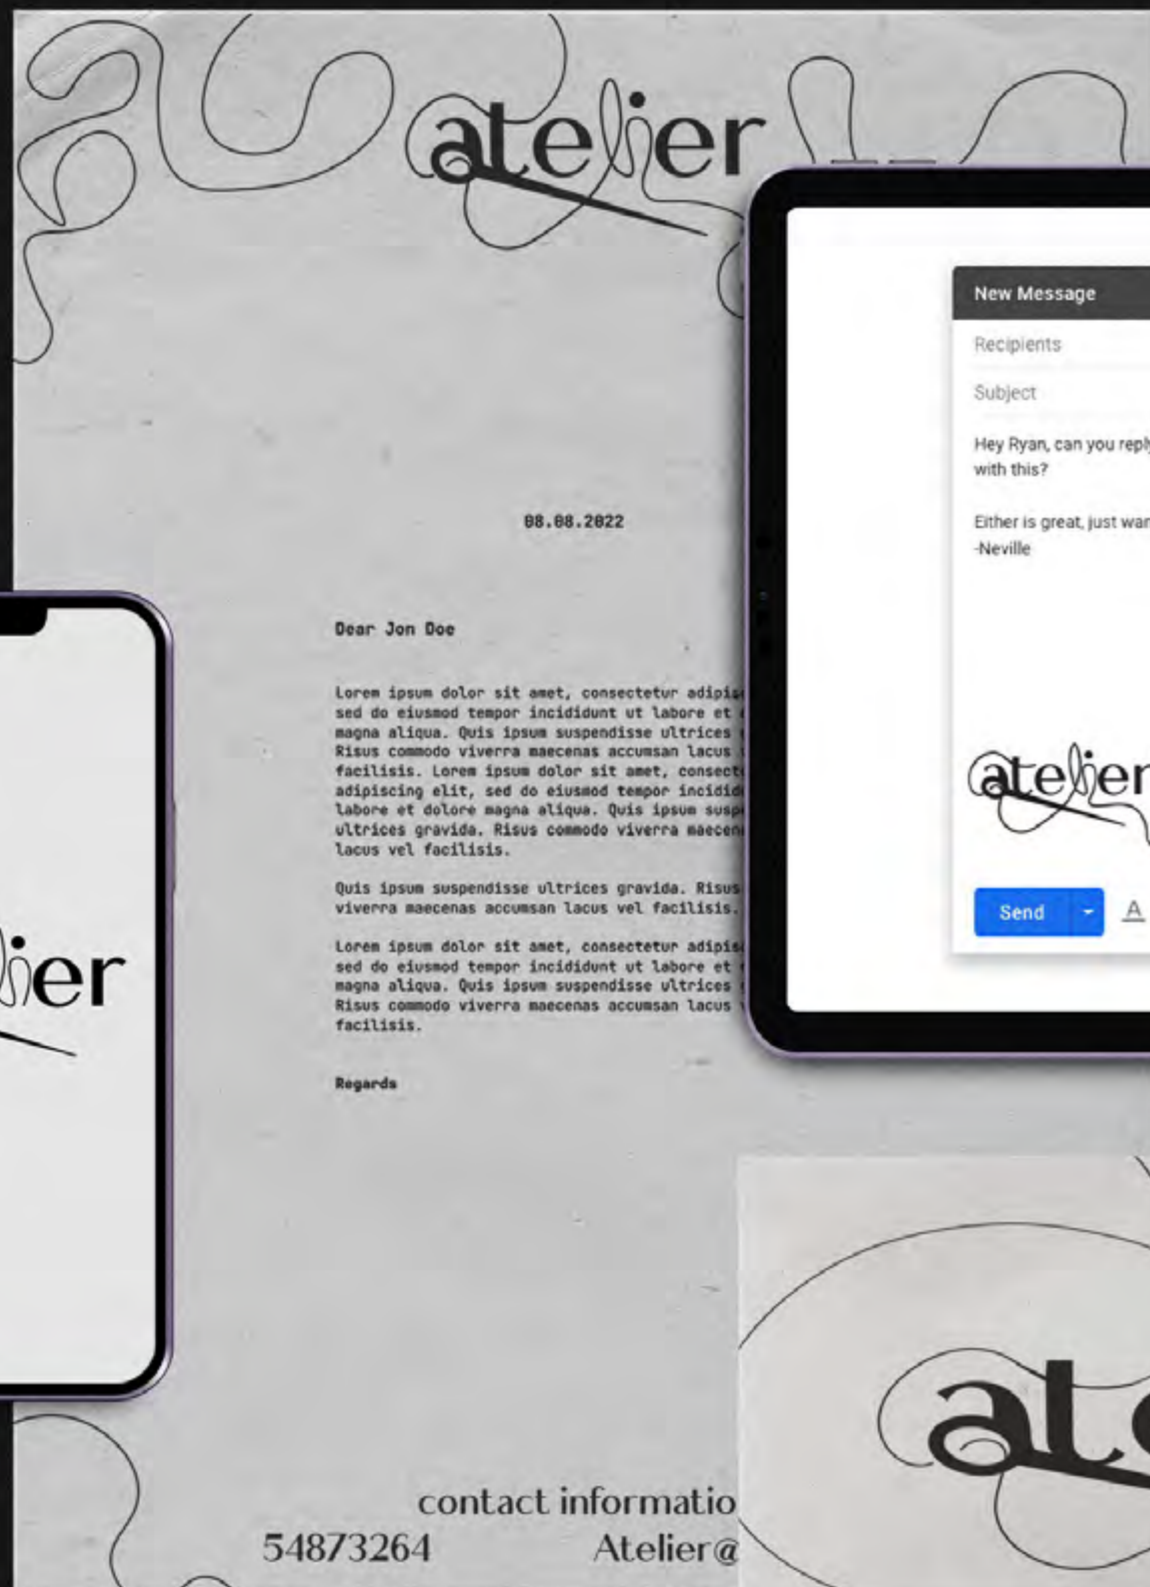 atelier
08.08.2022
Dear Jon Doe
Lorem ipsum dolor sit amet, consectetur adipis
sed do eiusmod tempor incididunt ut labore et
magna aliqua. Quis ipsum suspendisse ultrices
Risus commodo viverra maecenas accumsan lacus
facilisis. Lorem ipsum dolor sit amet, consect
adipiscing elit, sed do eiusmod tempor incidid
labore et dolore magna aliqua. Quis ipsum susp
ultrices gravida. Risus commodo viverra maecen
lacus vel facilisis.
Quis ipsum suspendisse ultrices gravida. Risus
viverra maecenas accumsan lacus vel facilisis.
Lorem ipsum dolor sit amet, consectetur adipis
sed do eiusmod tempor incididunt ut labore et
magna aliqua. Quis ipsum suspendisse ultrices
Risus commodo viverra maecenas accumsan lacus
facilisis.
Regards
contact informatio
54873264 Atelier@
New Message
Recipients
Subject
Hey Ryan, can you reply
with this?
Either is great, just wan
-Neville
atelier
Send
A
lier
ate